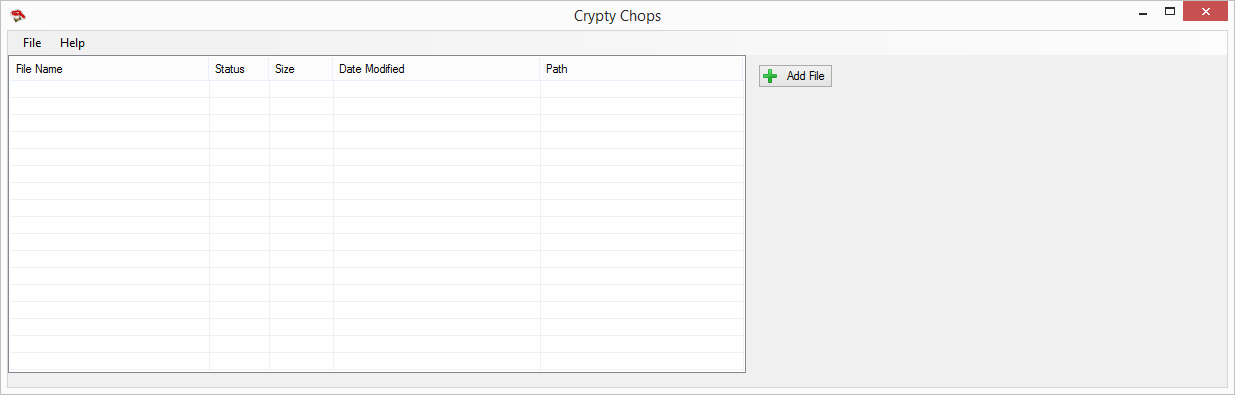 Crypty Chops
File Help
File Name Status Size Date Modified Path
Add File